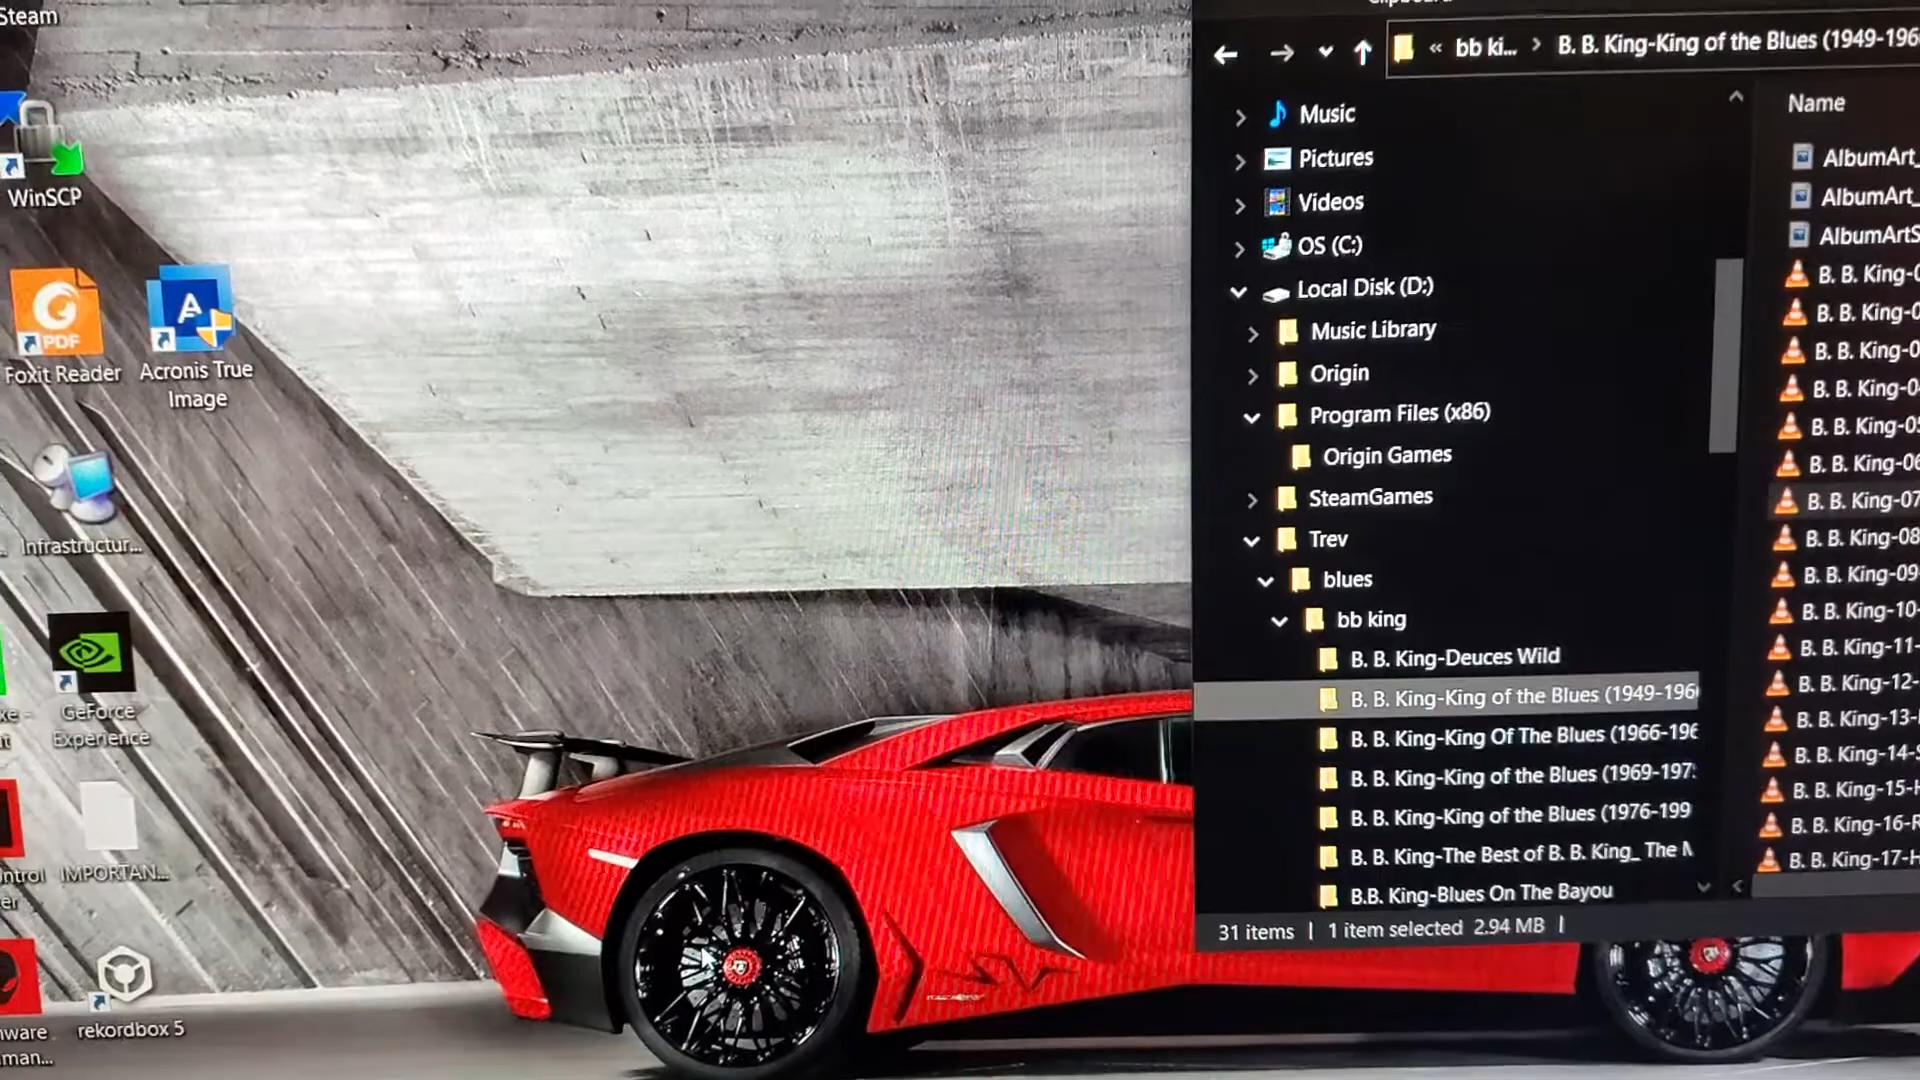 Steam
WinSCP
PDF
Foxit Reader
A
Acronis True
Image
Infrastructur...
GeForce
Experience
IMPORTAN...
rekordbox 5
man...
« bb ki... > B. B. King-King of the Blues (1949-196
Music
Pictures
Videos
OS (C:)
Local Disk (D:)
Music Library
Origin
Program Files (x86)
Origin Games
SteamGames
Trev
blues
bb king
B. B. King-Deuces Wild
B. B. King-King of the Blues (1949-196
B. B. King-King Of The Blues (1966-196
B. B. King-King of the Blues (1969-197
B. B. King-King of the Blues (1976-199
B. B. King-The Best of B. B. King_ The M
B.B. King-Blues On The Bayou
31 items | 1 item selected 2.94 MB |
Name
AlbumArt_
AlbumArt_
AlbumArtS
B. B. King-0
B. B. King-0
B. B. King-0
B. B. King-04
B. B. King-05
B. B. King-06
B. B. King-07
B. B. King-08
B. B. King-09-
B. B. King-10-
B. B. King-11-
B. B. King-12-
B. B. King-13-
B. B. King-14-S
B. B. King-15-H
B. B. King-16-R
B. B. King-17-H